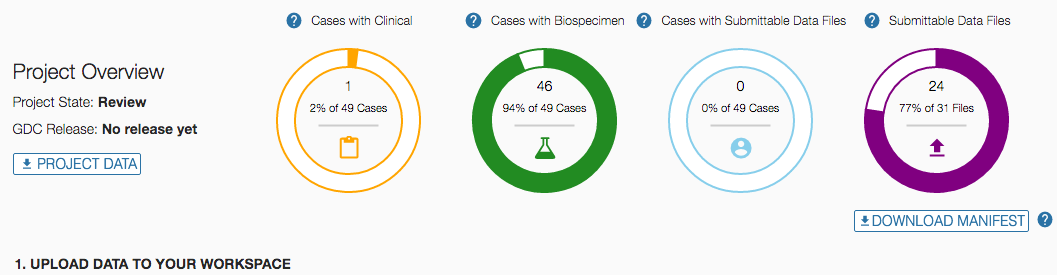 Cases with Clinical
Cases with Biospecimen
Cases with Submittable Data Files
Submittable Data Files
Project Overview
Project State: Review
GDC Release: No release yet
PROJECT DATA
1
2% of 49 Cases
46
94% of 49 Cases
0
0% of 49 Cases
24
77% of 31 Files
DOWNLOAD MANIFEST
1. UPLOAD DATA TO YOUR WORKSPACE